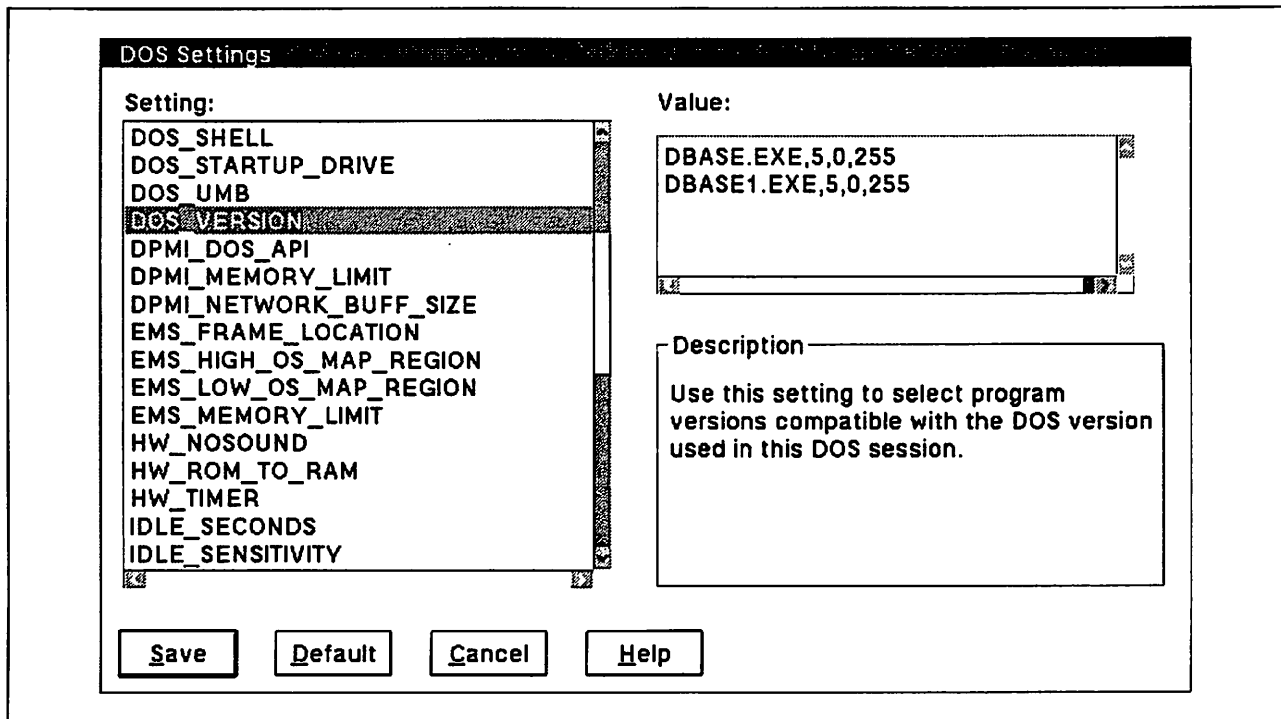 DOS Settings
Setting:
DOS_SHELL
DOS_STARTUP_DRIVE
DOS_UMB
DOS_VERSION
DPMI_DOS_API
DPMI_MEMORY_LIMIT
DPMI_NETWORK_BUFF_SIZE
EMS_FRAME_LOCATION
EMS_HIGH_OS_MAP_REGION
EMS_LOW_OS_MAP_REGION
EMS_MEMORY_LIMIT
HW_NOSOUND
HW_ROM_TO_RAM
HW_TIMER
IDLE_SECONDS
IDLE_SENSITIVITY
Value:
DBASE.EXE,5,0,255
DBASE1.EXE,5,0,255
Description
Use this setting to select program
versions compatible with the DOS version
used in this DOS session.
Save Default Cancel Help